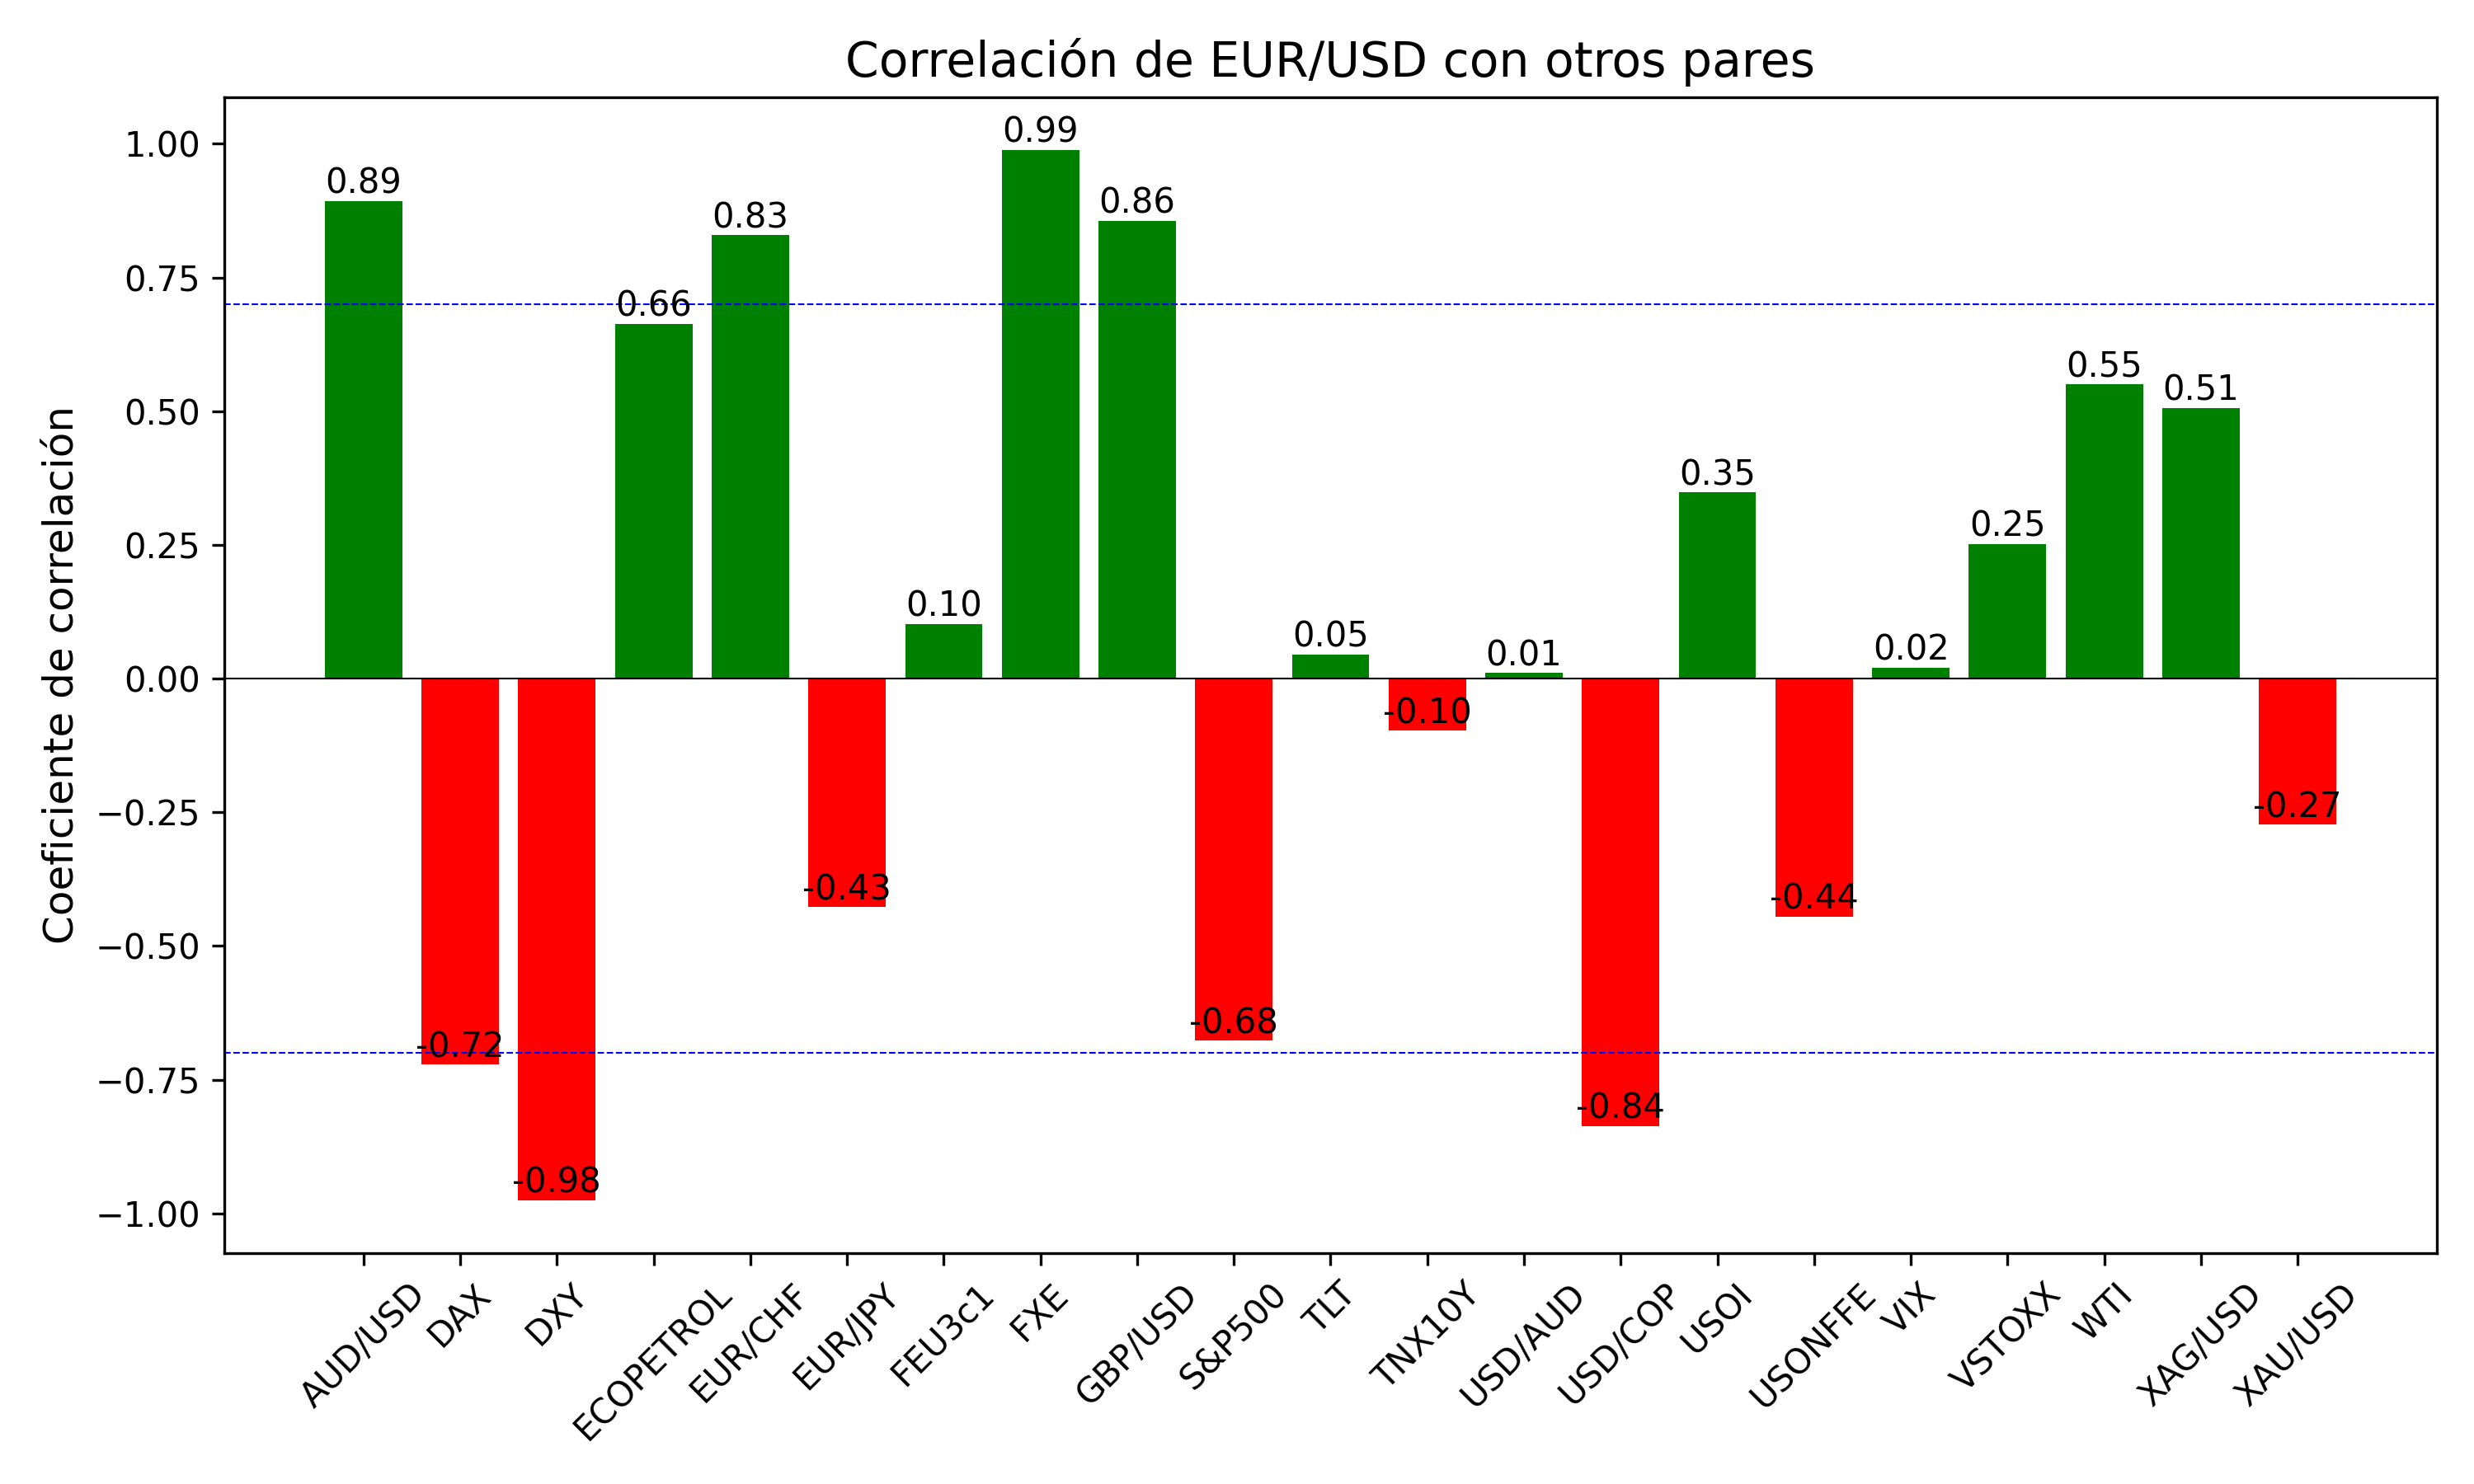 Correlación de EUR/USD con otros pares
Coeficiente de correlación
1.00
0.75
0.50
0.25
0.00
−0.25
−0.50
−0.75
−1.00
0.89
-0.72
-0.98
0.66
0.83
-0.43
0.10
0.99
0.86
-0.68
0.05
-0.10
0.01
-0.84
0.35
-0.44
0.02
0.25
0.55
0.51
-0.27
AUD/USD
DAX
DXY
ECOPETROL
EUR/CHF
EUR/JPY
FEU3c1
FXE
GBP/USD
S&P500
TLT
TNX10Y
USD/AUD
USD/COP
USOI
USONFFE
VIX
VSTOXX
WTI
XAG/USD
XAU/USD